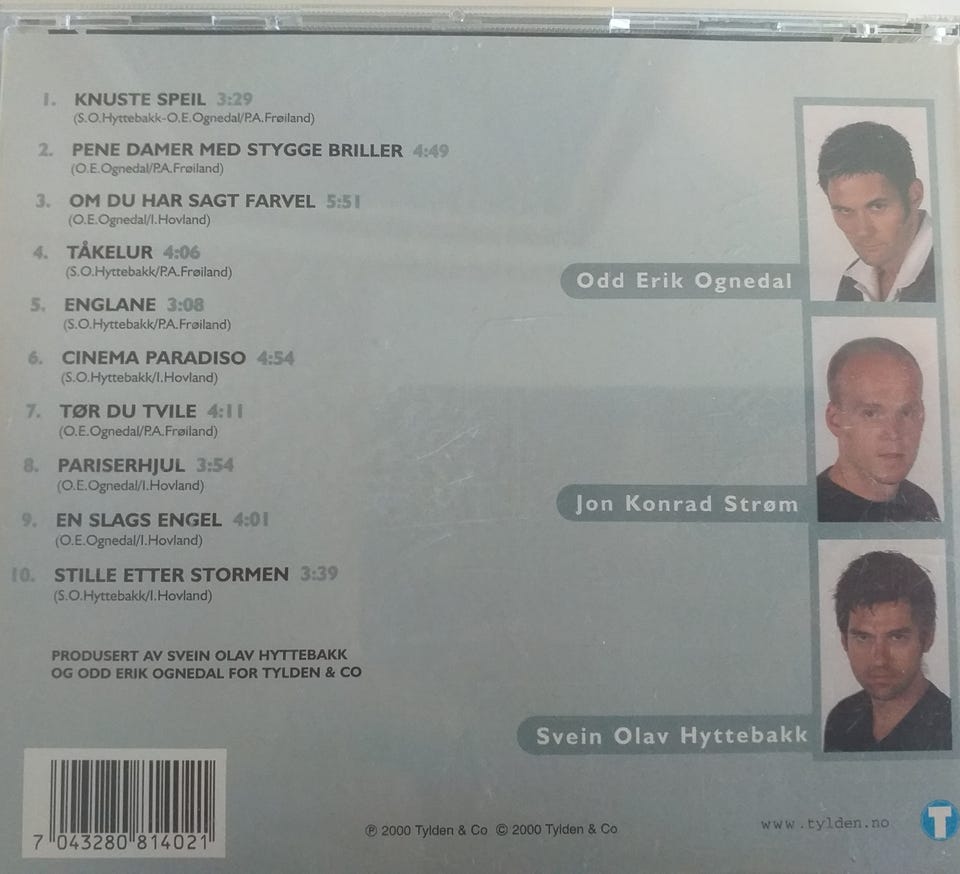 1. KNUSTE SPEIL 3:29
(S.O.Hyttebakk-O.E.Ognedal/P.A.Frøiland)
2. PENE DAMER MED STYGGE BRILLER 4:49
(O.E.Ognedal/P.A.Frøiland)
3. OM DU HAR SAGT FARVEL 5:51
(O.E.Ognedal/I.Hovland)
4. TÅKELUR 4:06
(S.O.Hyttebakk/P.A.Frøiland)
5. ENGLANE 3:08
(S.O.Hyttebakk/P.A.Frøiland)
6. CINEMA PARADISO 4:54
(S.O.Hyttebakk/I.Hovland)
7. TØR DU TVILE 4:11
(O.E.Ognedal/P.A.Frøiland)
8. PARISERHJUL 3:54
(O.E.Ognedal/I.Hovland)
9. EN SLAGS ENGEL 4:01
(O.E.Ognedal/I.Hovland)
10. STILLE ETTER STORMEN 3:39
(S.O.Hyttebakk/I.Hovland)
PRODUSERT AV SVEIN OLAV HYTTEBAKK
OG ODD ERIK OGNEDAL FOR TYLDEN & CO
Odd Erik Ognedal
Jon Konrad Strøm
Svein Olav Hyttebakk
7 043280 814021
℗ 2000 Tylden & Co © 2000 Tylden & Co
www.tylden.no
T